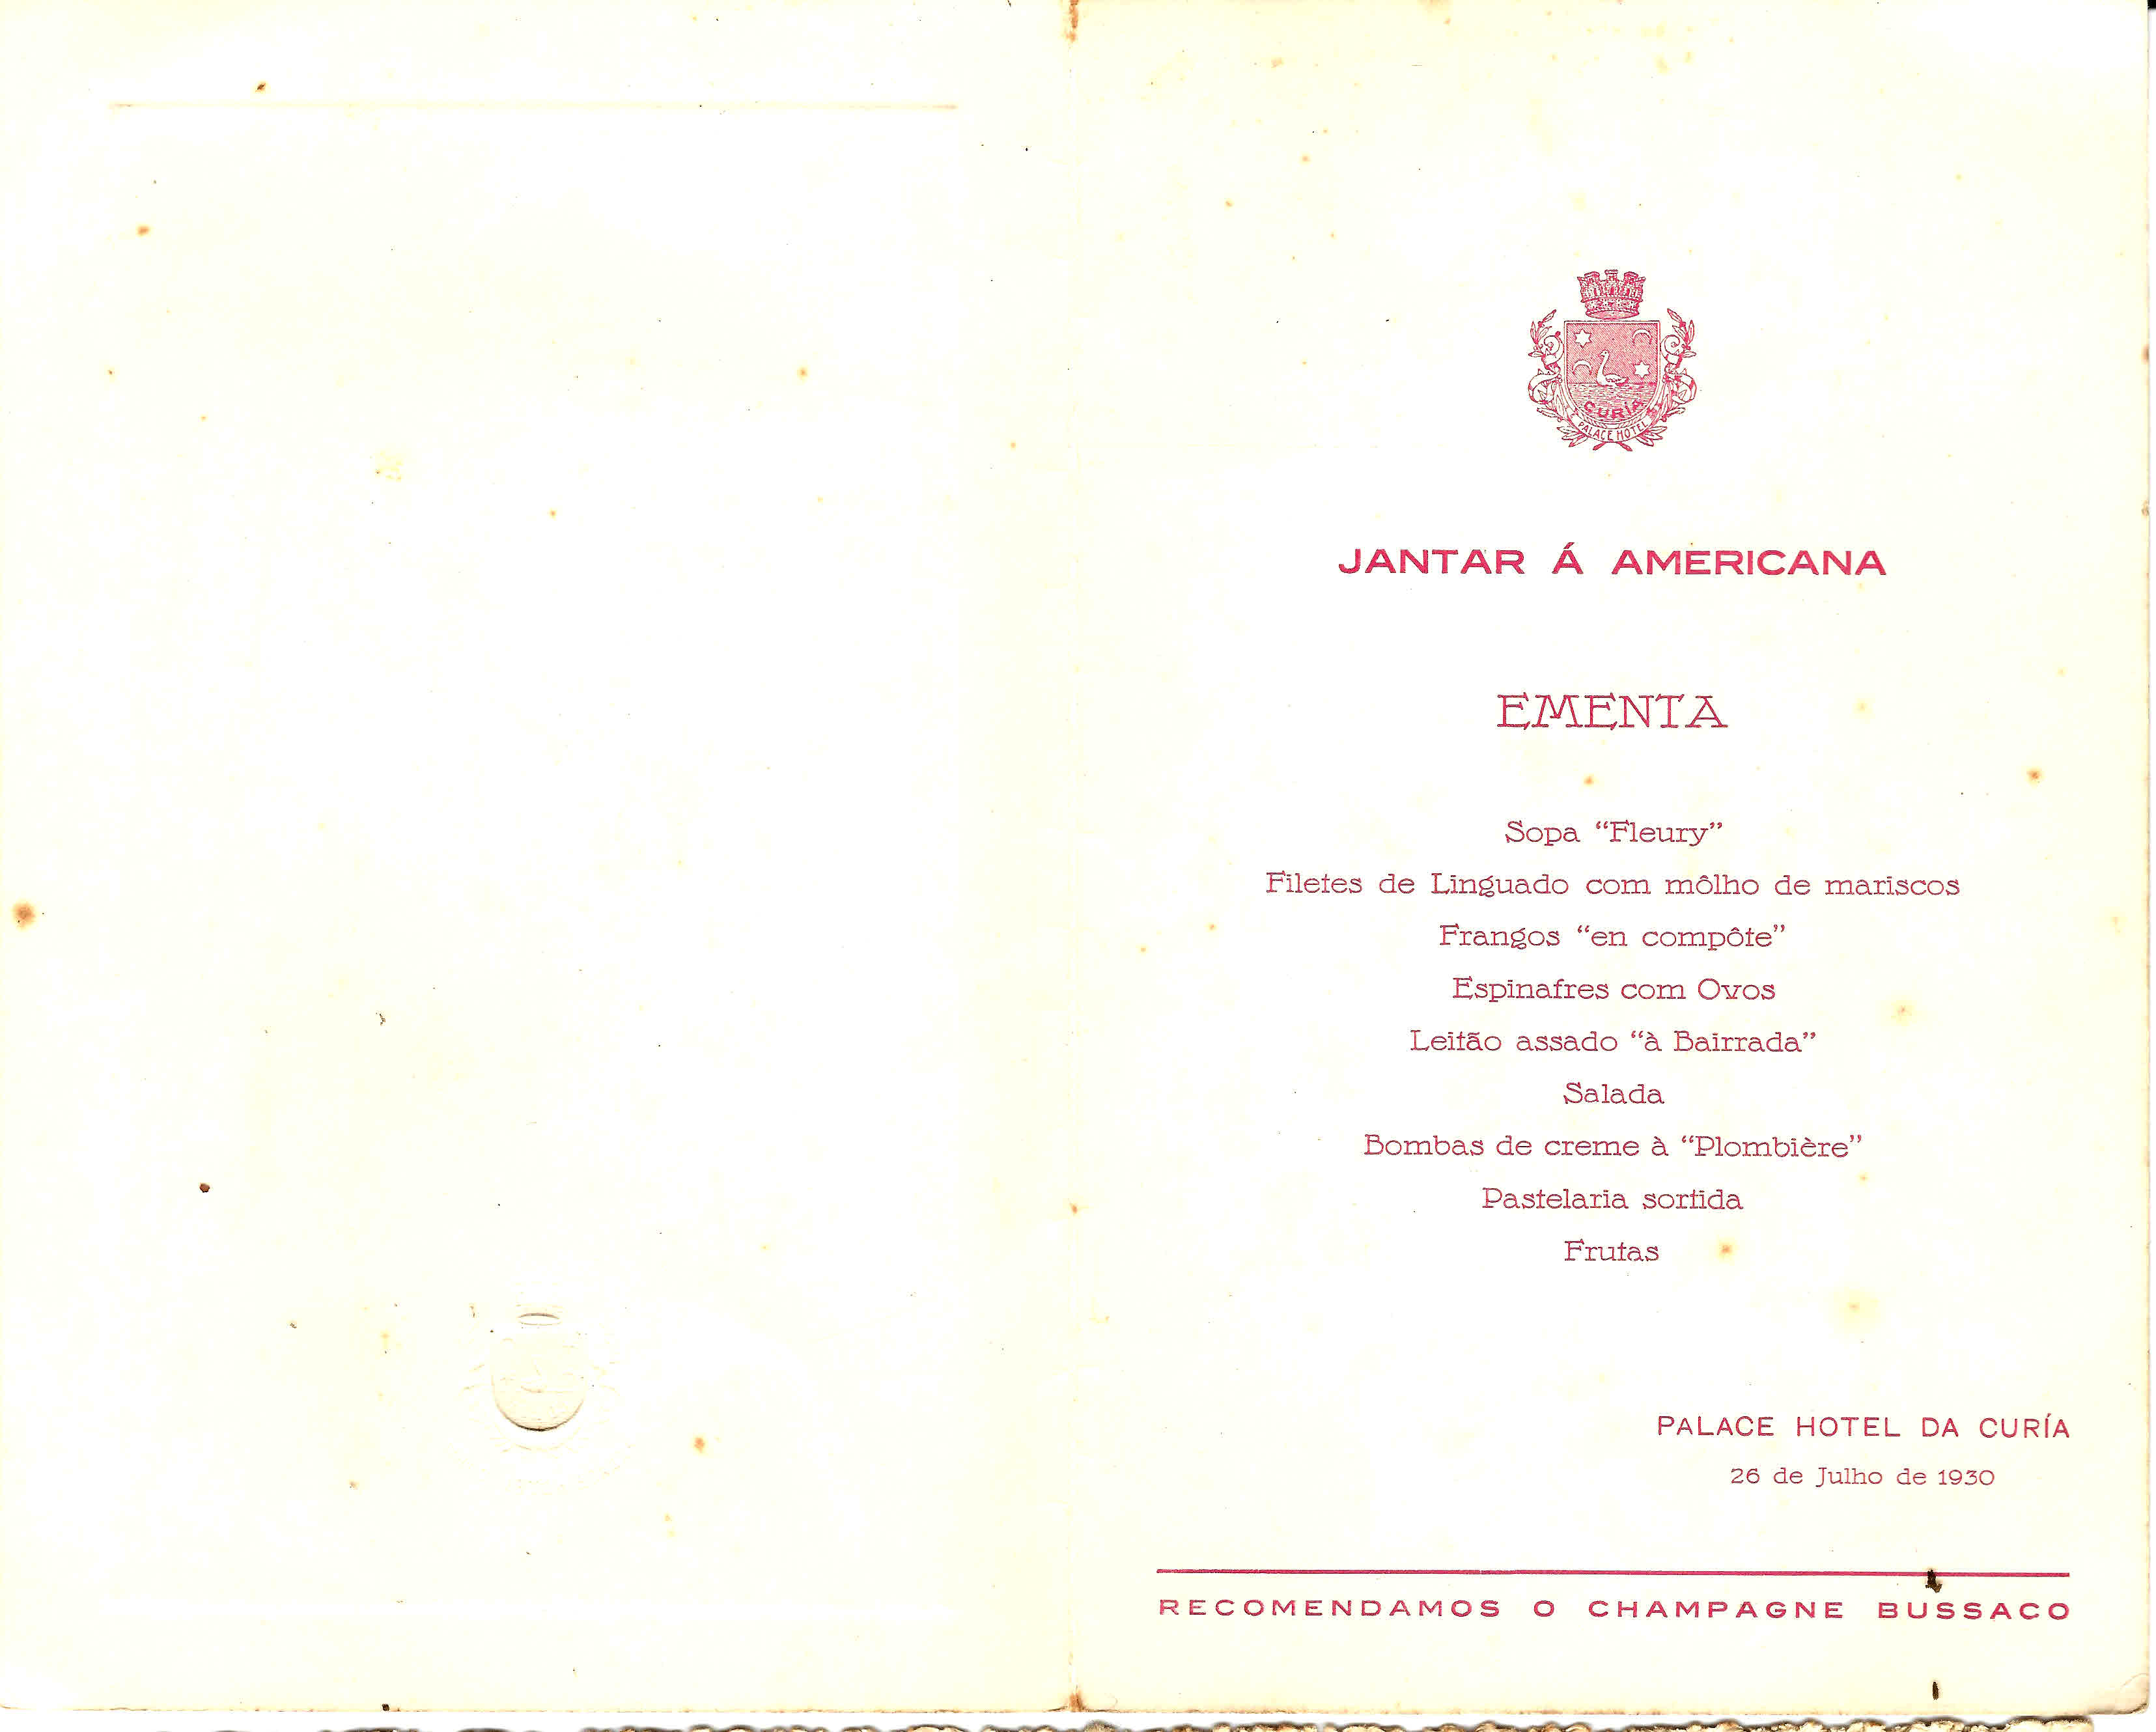 CURÍA
PALACE HOTEL
JANTAR Á AMERICANA
EMENTA
Sopa “Fleury”
Filetes de Linguado com môlho de mariscos
Frangos “en compôte”
Espinafres com Ovos
Leitão assado “à Bairrada”
Salada
Bombas de creme à “Plombière”
Pastelaria sortida
Frutas
PALACE HOTEL DA CURÍA
26 de Julho de 1930
RECOMENDAMOS O CHAMPAGNE BUSSACO